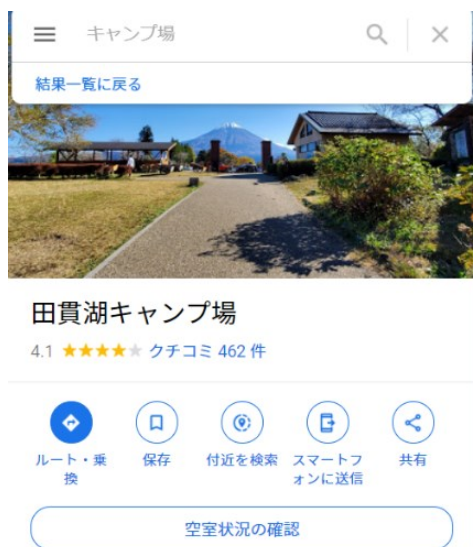 キャンプ場
結果一覧に戻る
田貫湖キャンプ場
4.1 ★★★★★ クチコミ 462 件
ルート・乗
換
保存
付近を検索
スマートフ
ォンに送信
共有
空室状況の確認